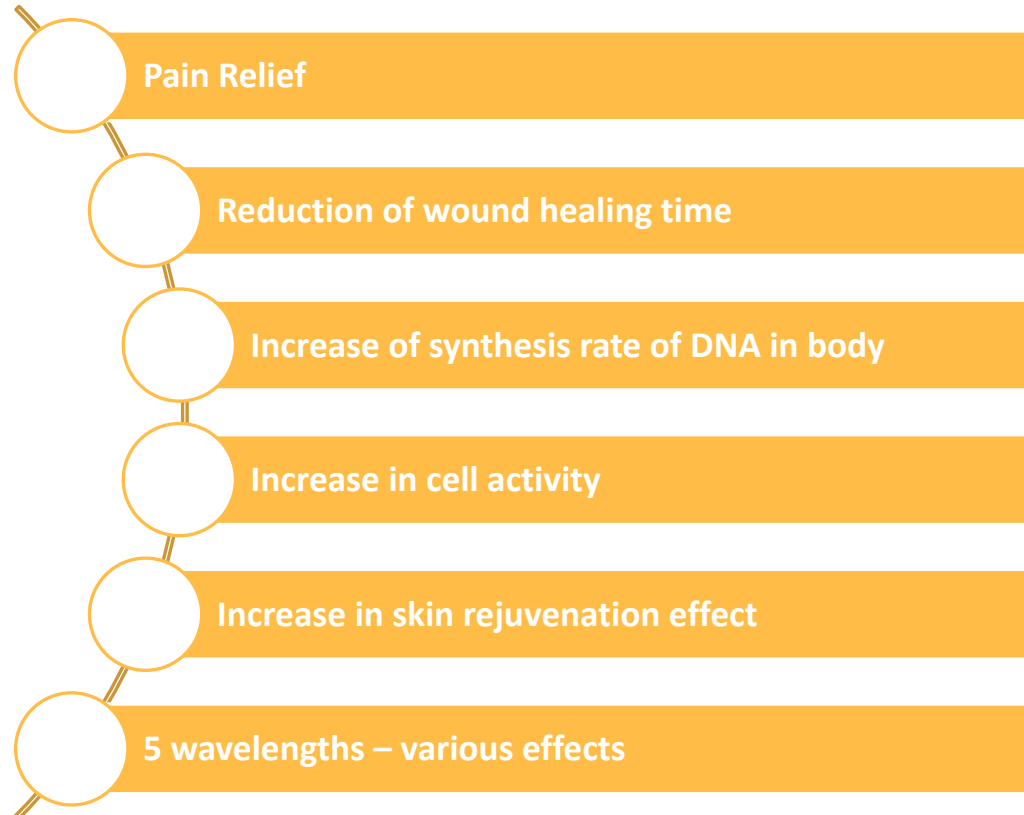 Pain Relief
Reduction of wound healing time
Increase of synthesis rate of DNA in body
Increase in cell activity
Increase in skin rejuvenation effect
5 wavelengths – various effects